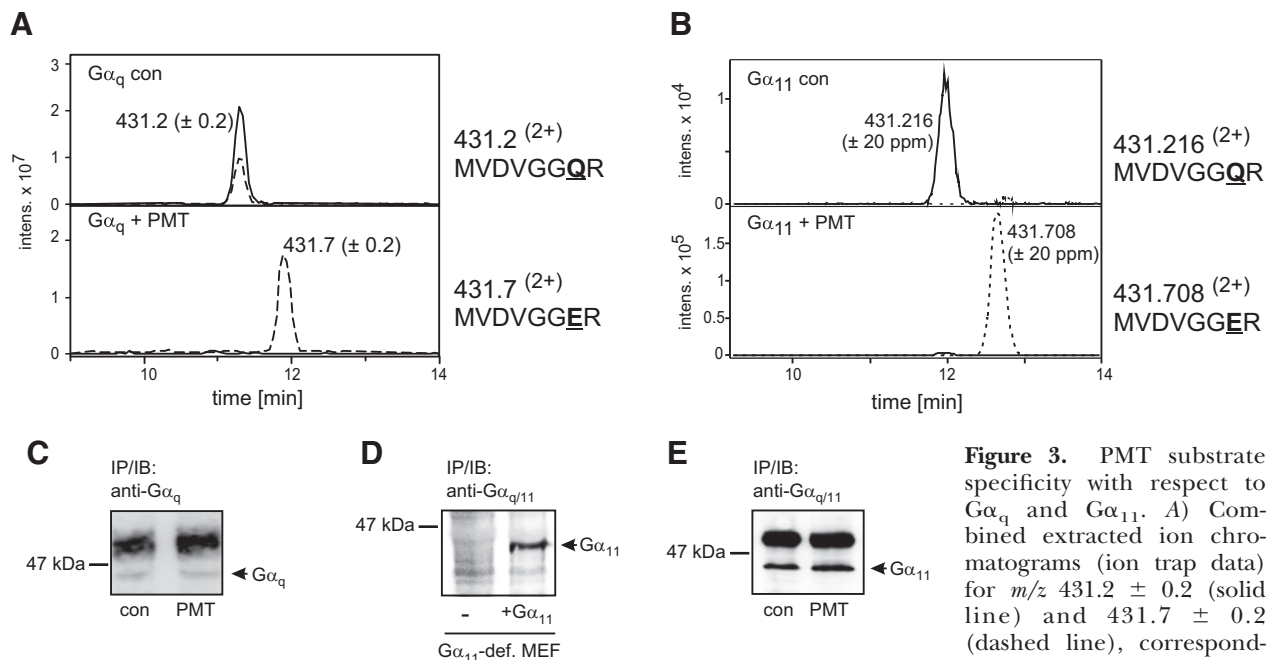 A
Gαq con
431.2 (± 0.2)
3
2
1
0
Gαq + PMT
431.7 (± 0.2)
2
1
0
intens. x 10⁷
10
12
14
time [min]
431.2 (2+)
MVDVGGQR
431.7 (2+)
MVDVGGER
B
Gα11 con
431.216
(± 20 ppm)
1
0
intens. x 10⁴
Gα11 + PMT
431.708
(± 20 ppm)
1.5
1
0.5
0
intens. x 10⁵
10
12
14
time [min]
431.216 (2+)
MVDVGGQR
431.708 (2+)
MVDVGGER
C
IP/IB:
anti-Gαq
47 kDa
Gαq
con PMT
D
IP/IB:
anti-Gαq/11
47 kDa
Gα11
- +Gα11
Gα11-def. MEF
E
IP/IB:
anti-Gαq/11
47 kDa
Gα11
con PMT
Figure 3. PMT substrate
specificity with respect to
Gαq and Gα11. A) Com-
bined extracted ion chro-
matograms (ion trap data)
for m/z 431.2 ± 0.2 (solid
line) and 431.7 ± 0.2
(dashed line), correspond-